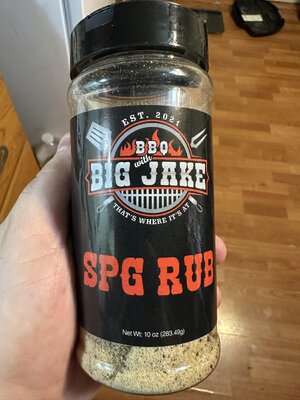 EST. 2021
BBQ
with
BIG JAKE
THAT'S WHERE IT'S AT
SPG RUB
Net Wt: 10 oz (283.49g)